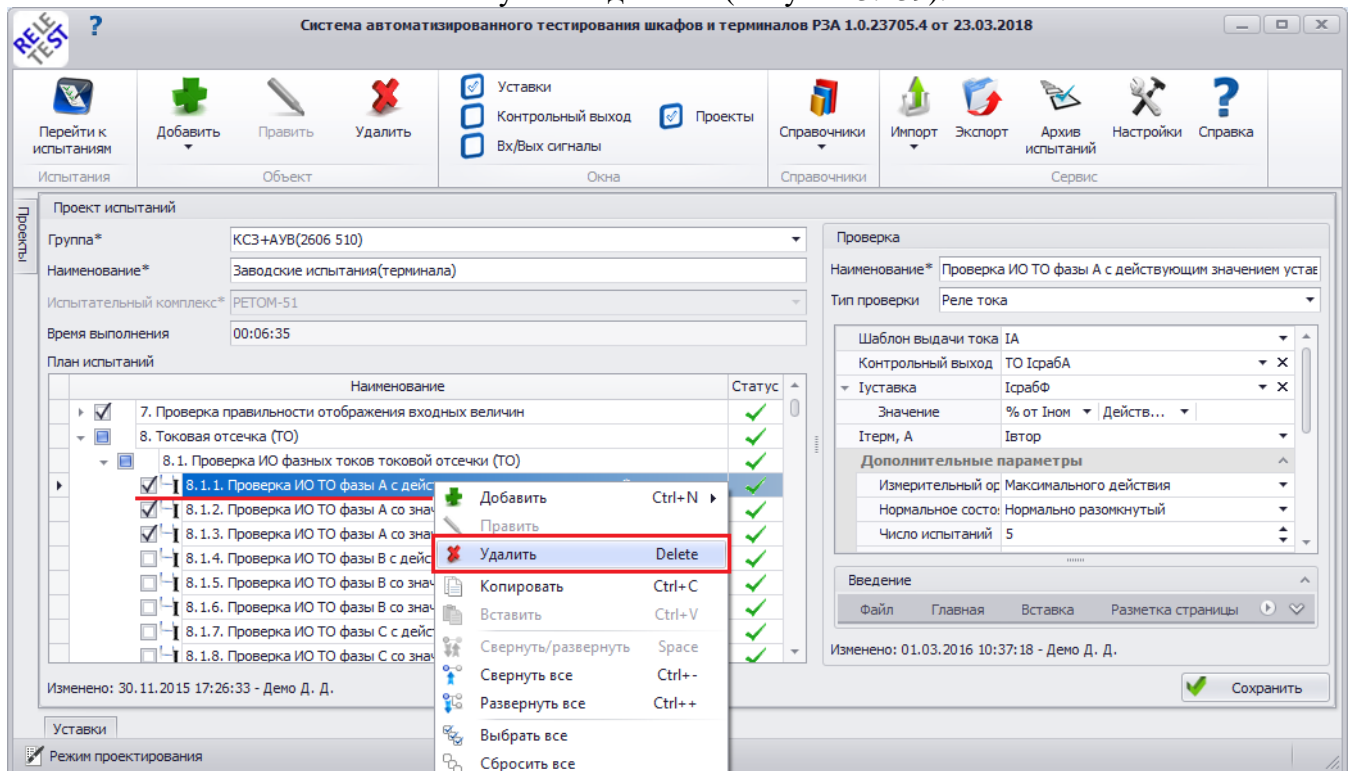 RELE TEST
?
Система автоматизированного тестирования шкафов и терминалов РЗА 1.0.23705.4 от 23.03.2018
Перейти к испытаниям
Добавить
Править
Удалить
Уставки
Контрольный выход
Вх/Вых сигналы
Проекты
Справочники
Импорт
Экспорт
Архив испытаний
Настройки
Справка
Испытания
Объект
Окна
Справочники
Сервис
Проекты
Проект испытаний
Группа* КСЗ+АУВ(2606 510)
Наименование* Заводские испытания(терминала)
Испытательный комплекс* РЕТОМ-51
Время выполнения 00:06:35
План испытаний
Наименование Статус
7. Проверка правильности отображения входных величин
8. Токовая отсечка (ТО)
8.1. Проверка ИО фазных токов токовой отсечки (ТО)
8.1.1. Проверка ИО ТО фазы А с дейс
8.1.2. Проверка ИО ТО фазы А со знач
8.1.3. Проверка ИО ТО фазы А со знач
8.1.4. Проверка ИО ТО фазы В с дейс
8.1.5. Проверка ИО ТО фазы В со знач
8.1.6. Проверка ИО ТО фазы В со знач
8.1.7. Проверка ИО ТО фазы С с дейс
8.1.8. Проверка ИО ТО фазы С со знач
Изменено: 30.11.2015 17:26:33 - Демо Д. Д.
Добавить Ctrl+N
Править
Удалить Delete
Копировать Ctrl+C
Вставить Ctrl+V
Свернуть/развернуть Space
Свернуть все Ctrl+-
Развернуть все Ctrl++
Выбрать все
Сбросить все
Проверка
Наименование* Проверка ИО ТО фазы А с действующим значением устав
Тип проверки Реле тока
Шаблон выдачи тока IA
Контрольный выход ТО IсрабА
Iуставка IсрабФ
Значение % от Iном Действ...
Iтерм, А Iвтор
Дополнительные параметры
Измерительный ор Максимального действия
Нормальное состо: Нормально разомкнутый
Число испытаний 5
Введение
Файл Главная Вставка Разметка страницы
Изменено: 01.03.2016 10:37:18 - Демо Д. Д.
Сохранить
Уставки
Режим проектирования